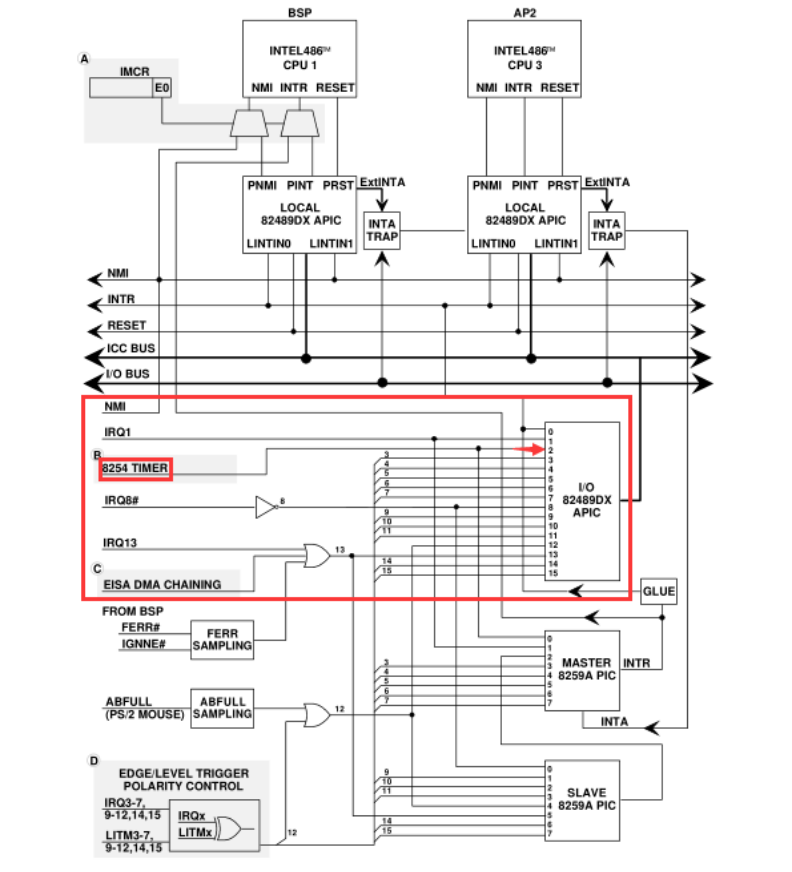 BSP
AP2
INTEL486™
CPU 1
NMI INTR RESET
INTEL486™
CPU 3
NMI INTR RESET
A
IMCR
E0
PNMI PINT PRST
LOCAL
82489DX APIC
LINTIN0 LINTIN1
ExtINTA
INTA
TRAP
PNMI PINT PRST
LOCAL
82489DX APIC
LINTIN0 LINTIN1
ExtINTA
INTA
TRAP
NMI
INTR
RESET
ICC BUS
I/O BUS
NMI
IRQ1
B
8254 TIMER
IRQ8#
8
IRQ13
13
C
EISA DMA CHAINING
3
4
5
6
7
9
10
11
14
15
0
1
2
3
4
5
6
7
8
9
10
11
12
13
14
15
I/O
82489DX
APIC
GLUE
FROM BSP
FERR#
IGNNE#
FERR
SAMPLING
ABFULL
(PS/2 MOUSE)
ABFULL
SAMPLING
12
3
4
5
6
7
0
1
2
3
4
5
6
7
MASTER
8259A PIC
INTR
INTA
D
EDGE/LEVEL TRIGGER
POLARITY CONTROL
IRQ3-7,
9-12,14,15
LITM3-7,
9-12,14,15
IRQx
LITMx
12
9
10
11
14
15
0
1
2
3
4
5
6
7
SLAVE
8259A PIC